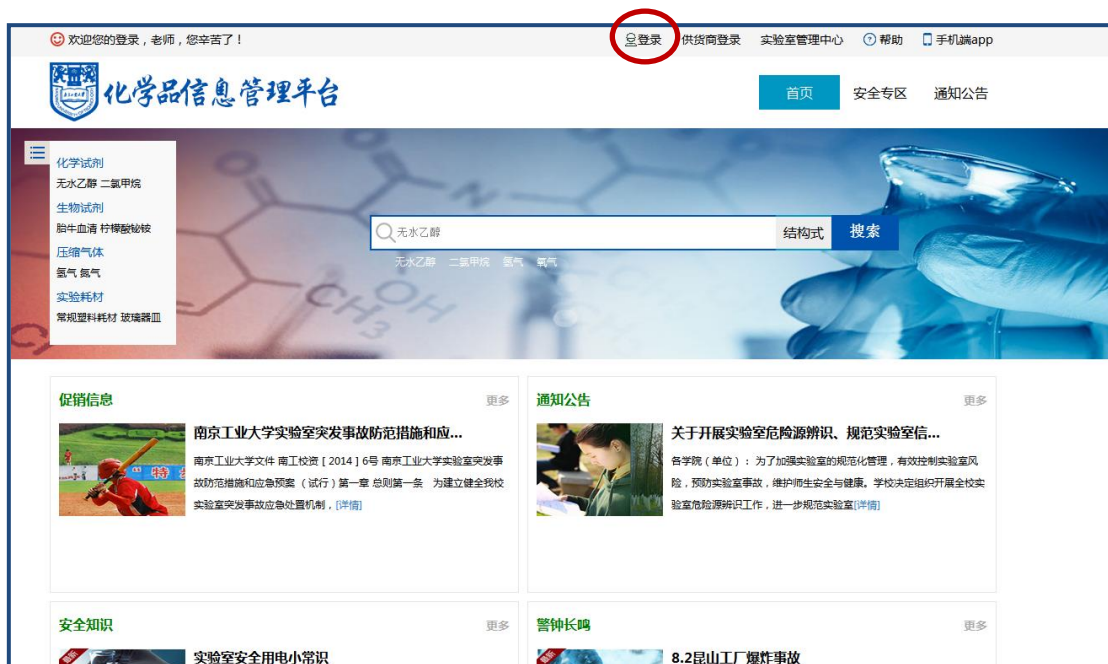 欢迎您的登录，老师，您辛苦了！
登录 供货商登录 实验室管理中心 帮助 手机端app
化学品信息管理平台
首页 安全专区 通知公告
化学试剂
无水乙醇 二氯甲烷
生物试剂
胎牛血清 柠檬酸铋铵
压缩气体
氢气 氮气
实验耗材
常规塑料耗材 玻璃器皿
无水乙醇 结构式 搜索
无水乙醇 二氯甲烷 氢气 氧气
N
CH3 OH
促销信息 更多
南京工业大学实验室突发事故防范措施和应...
南京工业大学文件 南工校资 [ 2014 ] 6号 南京工业大学实验室突发事
故防范措施和应急预案 （试行）第一章 总则第一条 为建立健全我校
实验室突发事故应急处置机制，[详情]
特
通知公告 更多
关于开展实验室危险源辨识、规范实验室信...
各学院（单位）： 为了加强实验室的规范化管理，有效控制实验室风
险，预防实验室事故，维护师生安全与健康。学校决定组织开展全校实
验室危险源辨识工作，进一步规范实验室[详情]
安全知识 更多
最新
实验室安全用电小常识
警钟长鸣 更多
最新
8.2昆山工厂爆炸事故